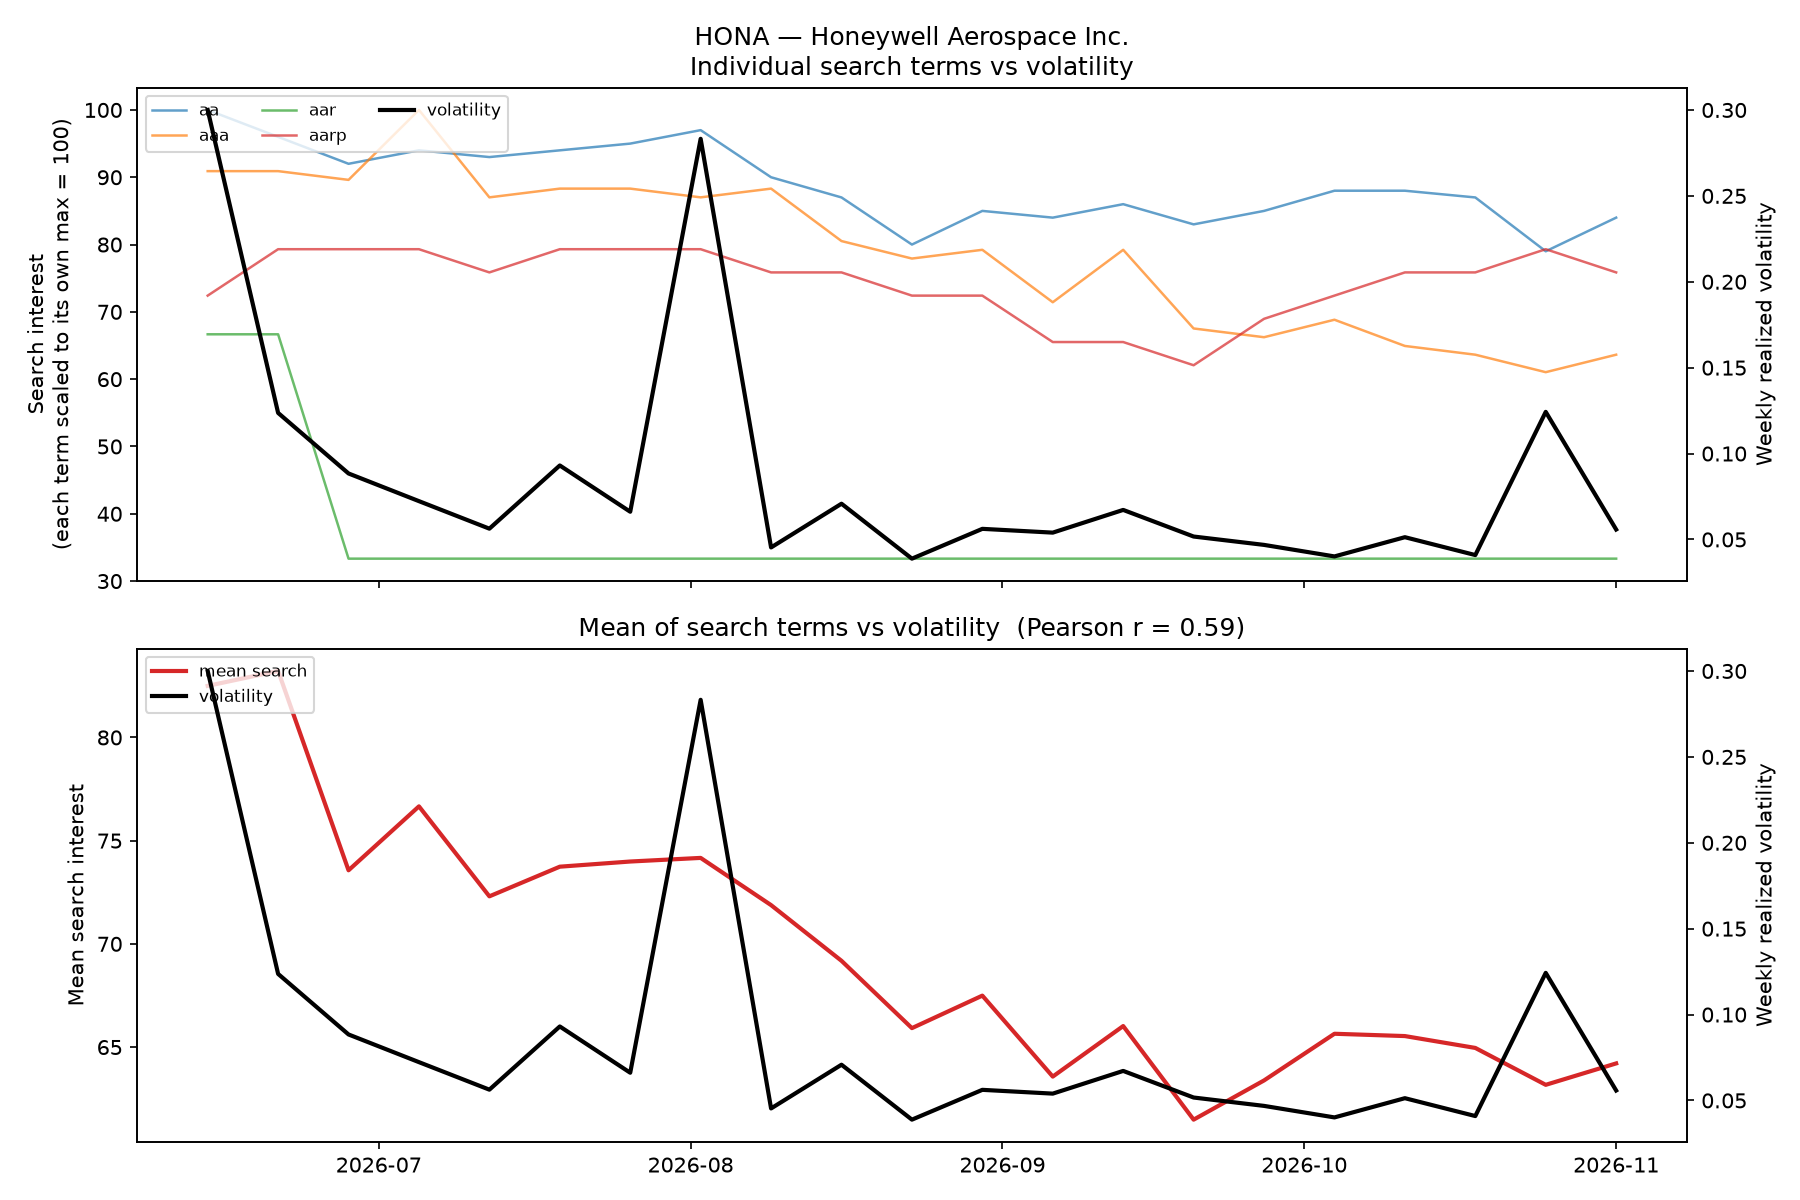 HONA — Honeywell Aerospace Inc.
Individual search terms vs volatility
aa
aaa
aar
aarp
volatility
Search interest
(each term scaled to its own max = 100)
100
90
80
70
60
50
40
30
0.30
0.25
0.20
0.15
0.10
0.05
Weekly realized volatility
Mean of search terms vs volatility (Pearson r = 0.59)
mean search
volatility
Mean search interest
80
75
70
65
0.30
0.25
0.20
0.15
0.10
0.05
Weekly realized volatility
2026-07 2026-08 2026-09 2026-10 2026-11